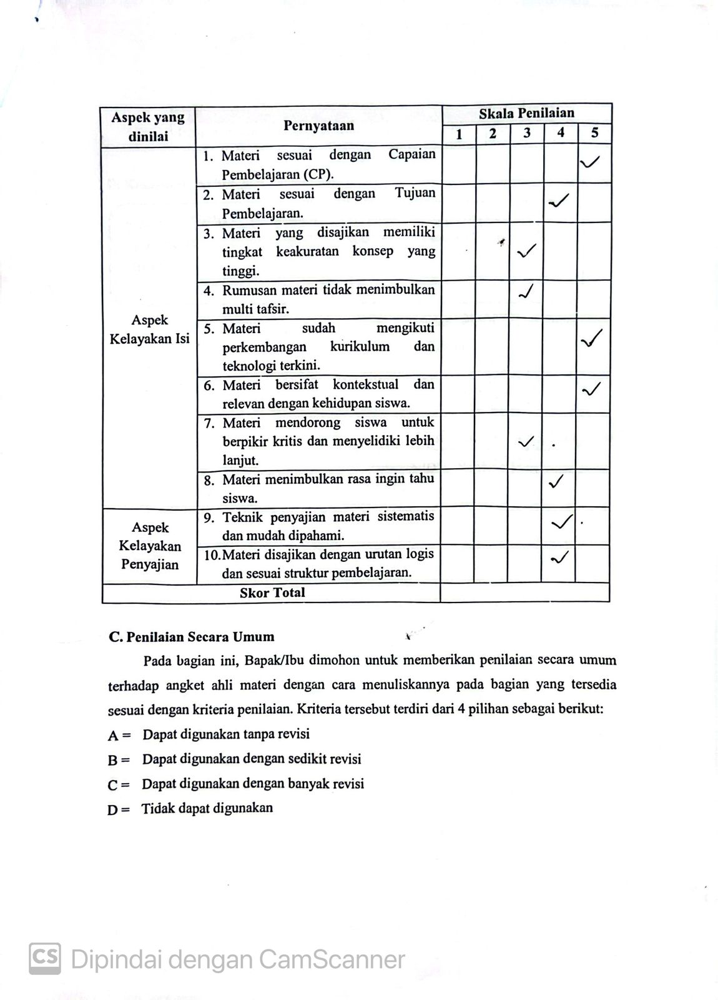 Aspek yang dinilai
Pernyataan
Skala Penilaian
1 2 3 4 5
Aspek
Kelayakan Isi
1. Materi sesuai dengan Capaian
Pembelajaran (CP).
✓
2. Materi sesuai dengan Tujuan
Pembelajaran.
✓
3. Materi yang disajikan memiliki
tingkat keakuratan konsep yang
tinggi.
✓
4. Rumusan materi tidak menimbulkan
multi tafsir.
✓
5. Materi sudah mengikuti
perkembangan kurikulum dan
teknologi terkini.
✓
6. Materi bersifat kontekstual dan
relevan dengan kehidupan siswa.
✓
7. Materi mendorong siswa untuk
berpikir kritis dan menyelidiki lebih
lanjut.
✓
8. Materi menimbulkan rasa ingin tahu
siswa.
✓
Aspek
Kelayakan
Penyajian
9. Teknik penyajian materi sistematis
dan mudah dipahami.
✓
10. Materi disajikan dengan urutan logis
dan sesuai struktur pembelajaran.
✓
Skor Total
C. Penilaian Secara Umum
Pada bagian ini, Bapak/Ibu dimohon untuk memberikan penilaian secara umum
terhadap angket ahli materi dengan cara menuliskannya pada bagian yang tersedia
sesuai dengan kriteria penilaian. Kriteria tersebut terdiri dari 4 pilihan sebagai berikut:
A = Dapat digunakan tanpa revisi
B = Dapat digunakan dengan sedikit revisi
C = Dapat digunakan dengan banyak revisi
D = Tidak dapat digunakan
CS Dipindai dengan CamScanner